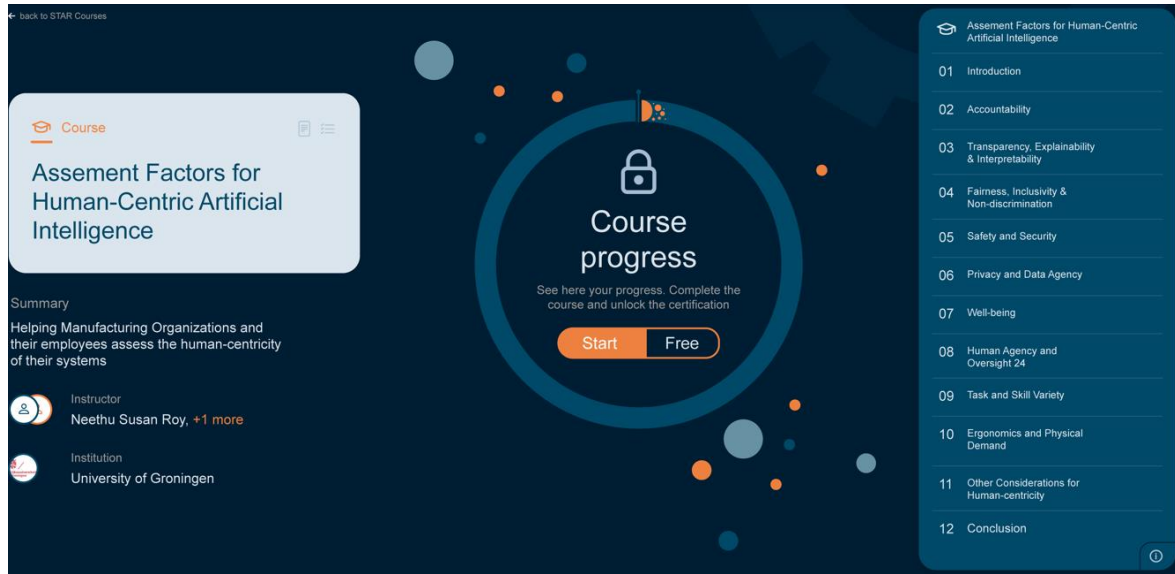 back to STAR Courses
Course
Assement Factors for
Human-Centric Artificial
Intelligence
Summary
Helping Manufacturing Organizations and
their employees assess the human-centricity
of their systems
Instructor
Neethu Susan Roy, +1 more
Institution
University of Groningen
Course
progress
See here your progress. Complete the
course and unlock the certification
Start Free
Assement Factors for Human-Centric
Artificial Intelligence
01 Introduction
02 Accountability
03 Transparency, Explainability
& Interpretability
04 Fairness, Inclusivity &
Non-discrimination
05 Safety and Security
06 Privacy and Data Agency
07 Well-being
08 Human Agency and
Oversight 24
09 Task and Skill Variety
10 Ergonomics and Physical
Demand
11 Other Considerations for
Human-centricity
12 Conclusion